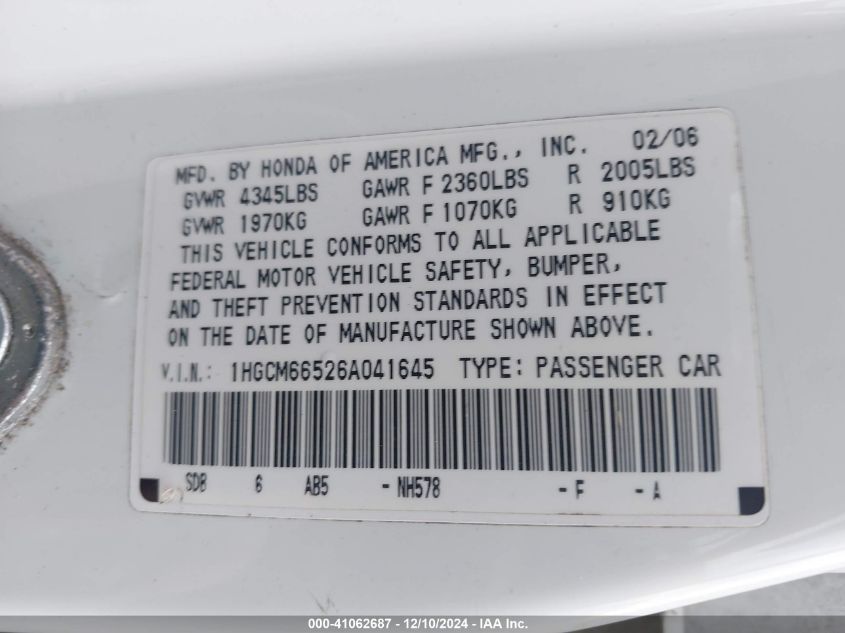 MFD. BY HONDA OF AMERICA MFG., INC. 02/06
GVWR 4345LBS GAWR F 2360LBS R 2005LBS
GVWR 1970KG GAWR F 1070KG R 910KG
THIS VEHICLE CONFORMS TO ALL APPLICABLE
FEDERAL MOTOR VEHICLE SAFETY, BUMPER,
AND THEFT PREVENTION STANDARDS IN EFFECT
ON THE DATE OF MANUFACTURE SHOWN ABOVE.
V.I.N.: 1HGCM66526A041645 TYPE: PASSENGER CAR
SDB 6 AB5 - NH578 - F - A
000-41062687 - 12/10/2024 - IAA Inc.